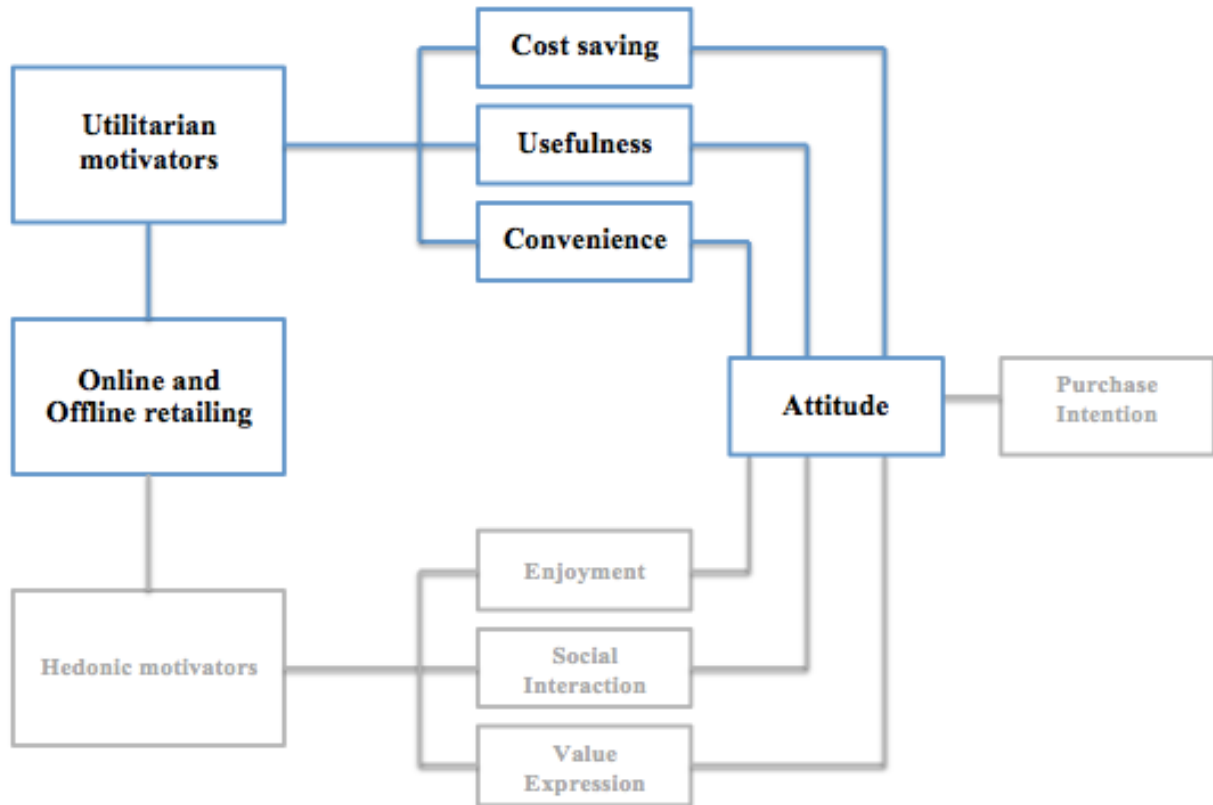 Cost saving
Utilitarian
motivators
Usefulness
Convenience
Online and
Offline retailing
Attitude
Purchase
Intention
Enjoyment
Hedonic motivators
Social
Interaction
Value
Expression